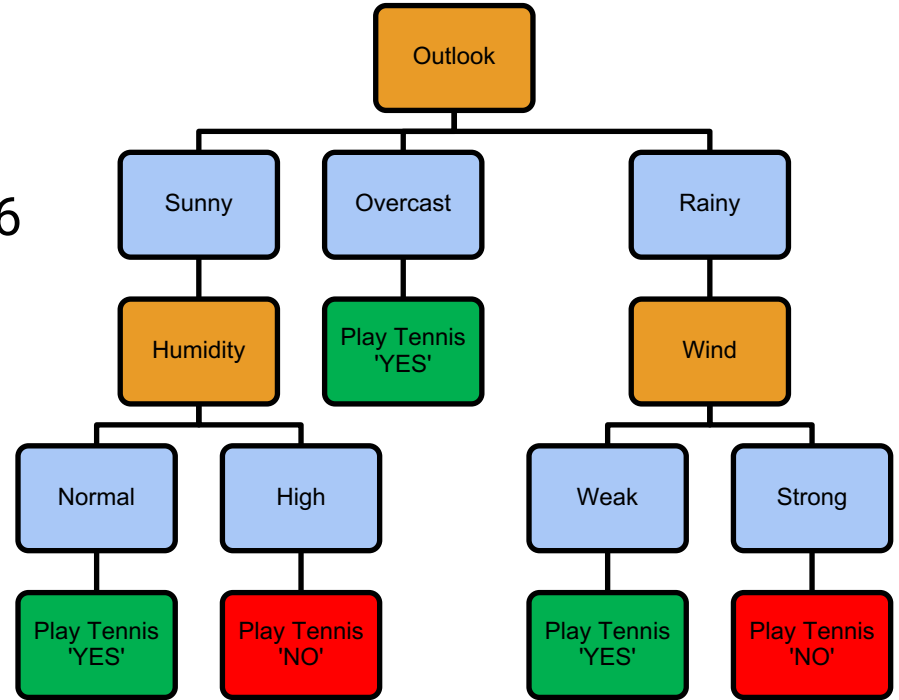 Outlook
6
Sunny
Overcast
Rainy
Humidity
Play Tennis
'YES'
Wind
Normal
High
Weak
Strong
Play Tennis
'YES'
Play Tennis
'NO'
Play Tennis
'YES'
Play Tennis
'NO'